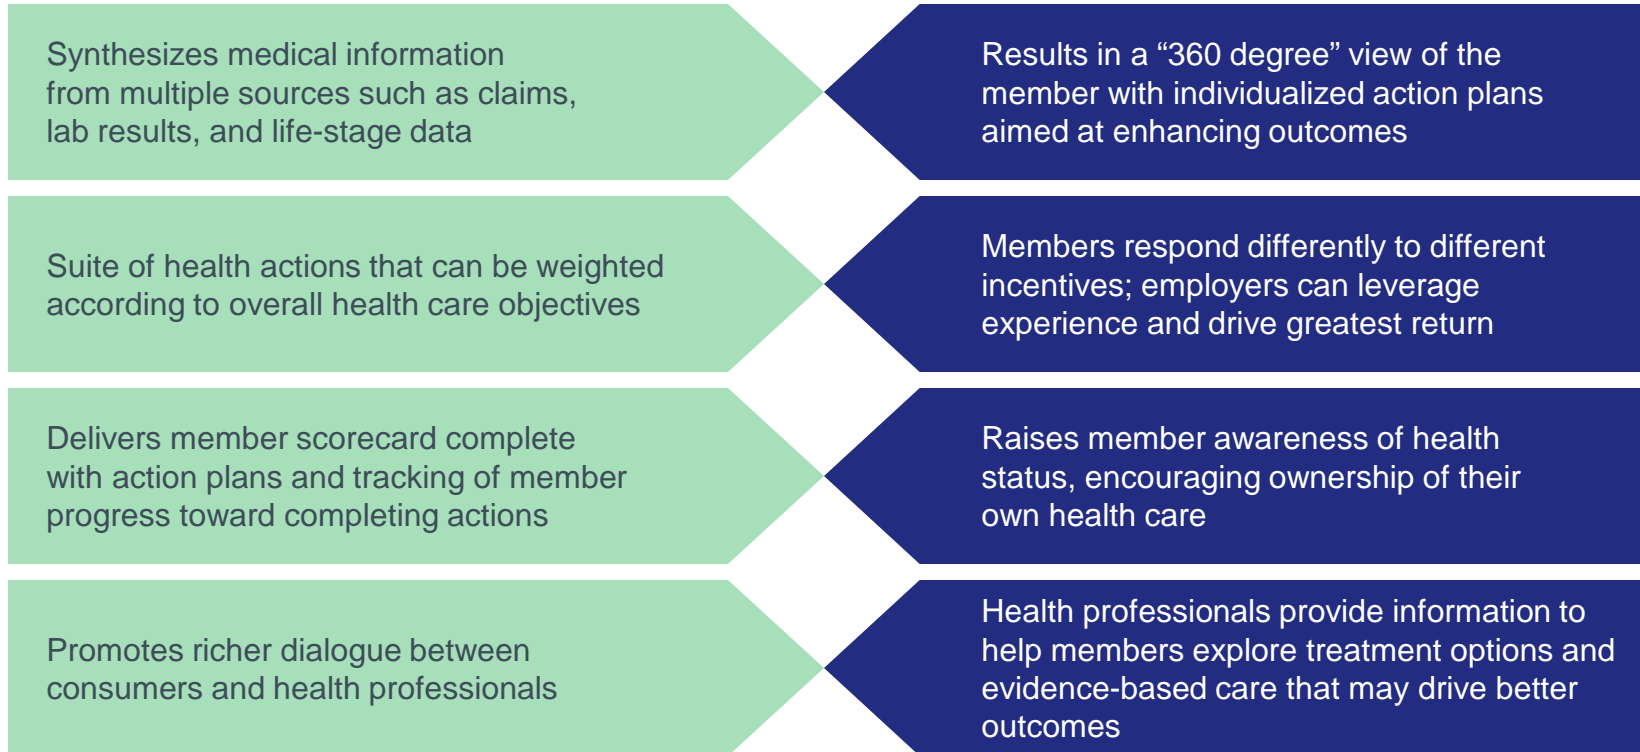 Synthesizes medical information
from multiple sources such as claims,
lab results, and life-stage data
Results in a “360 degree” view of the
member with individualized action plans
aimed at enhancing outcomes
Suite of health actions that can be weighted
according to overall health care objectives
Members respond differently to different
incentives; employers can leverage
experience and drive greatest return
Delivers member scorecard complete
with action plans and tracking of member
progress toward completing actions
Raises member awareness of health
status, encouraging ownership of their
own health care
Promotes richer dialogue between
consumers and health professionals
Health professionals provide information to
help members explore treatment options and
evidence-based care that may drive better
outcomes